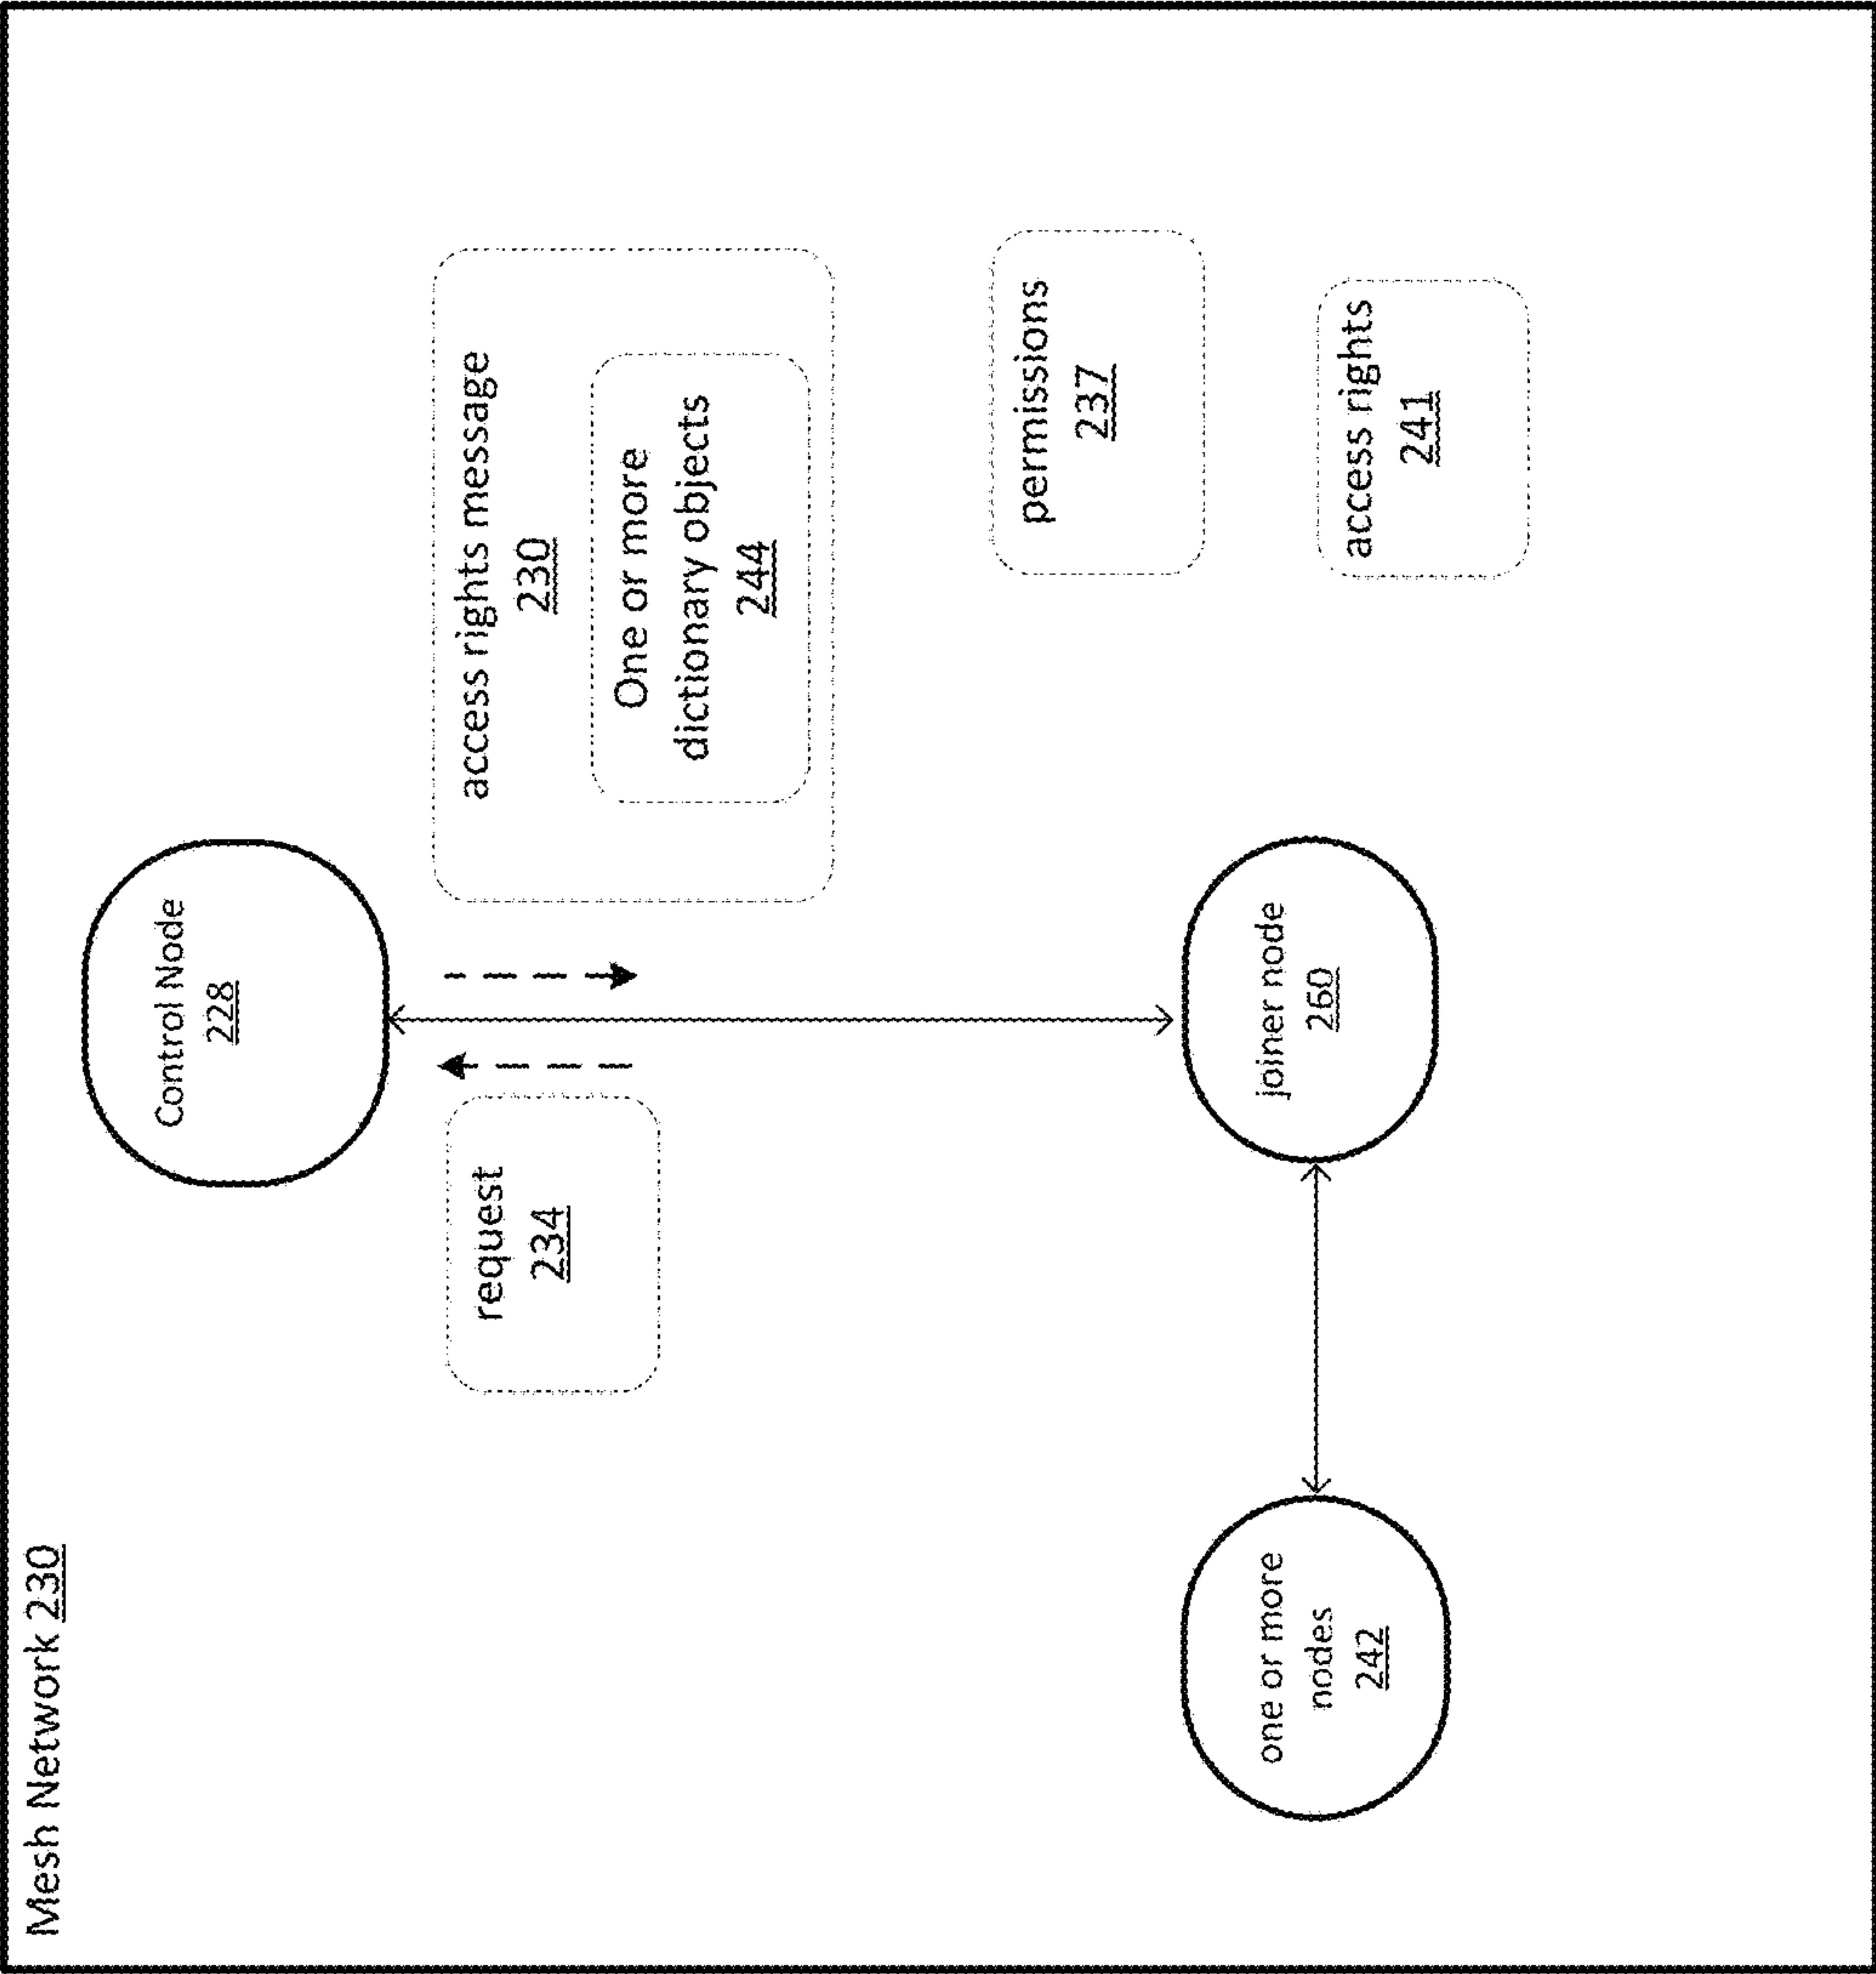 Mesh Network 230
Control Node
228
request
234
access rights message
230
One or more
dictionary objects
244
permissions
237
one or more
nodes
242
joiner node
260
access rights
241